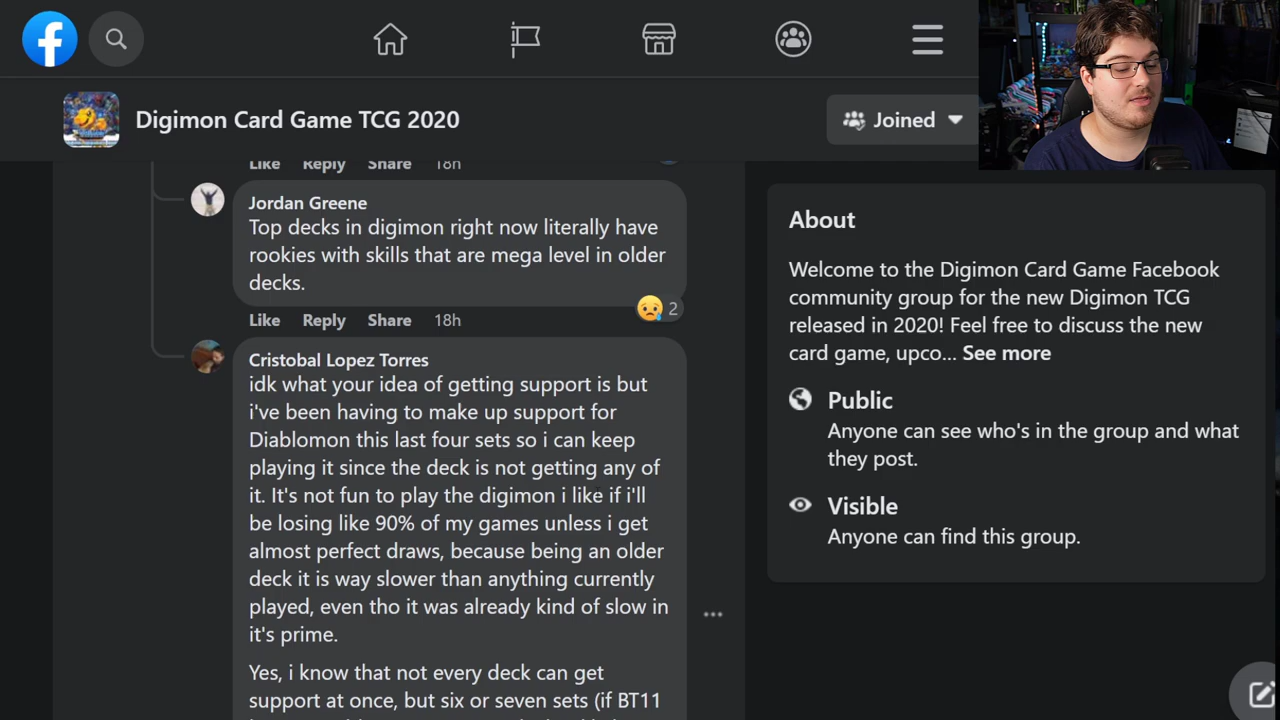 Digimon Card Game TCG 2020
Joined
Like Reply Share 18h
Jordan Greene
Top decks in digimon right now literally have
rookies with skills that are mega level in older
decks.
2
Like Reply Share 18h
Cristobal Lopez Torres
idk what your idea of getting support is but
i've been having to make up support for
Diablomon this last four sets so i can keep
playing it since the deck is not getting any of
it. It's not fun to play the digimon i like if i'll
be losing like 90% of my games unless i get
almost perfect draws, because being an older
deck it is way slower than anything currently
played, even tho it was already kind of slow in
it's prime.
Yes, i know that not every deck can get
support at once, but six or seven sets (if BT11
About
Welcome to the Digimon Card Game Facebook
community group for the new Digimon TCG
released in 2020! Feel free to discuss the new
card game, upco... See more
Public
Anyone can see who's in the group and what
they post.
Visible
Anyone can find this group.